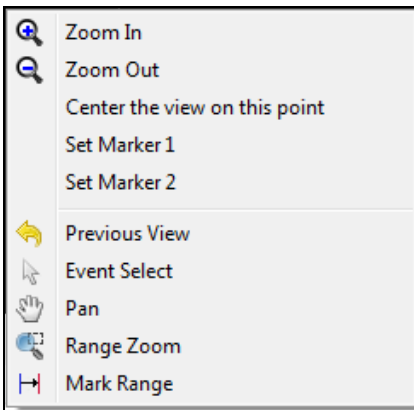 Zoom In
Zoom Out
Center the view on this point
Set Marker 1
Set Marker 2
Previous View
Event Select
Pan
Range Zoom
Mark Range